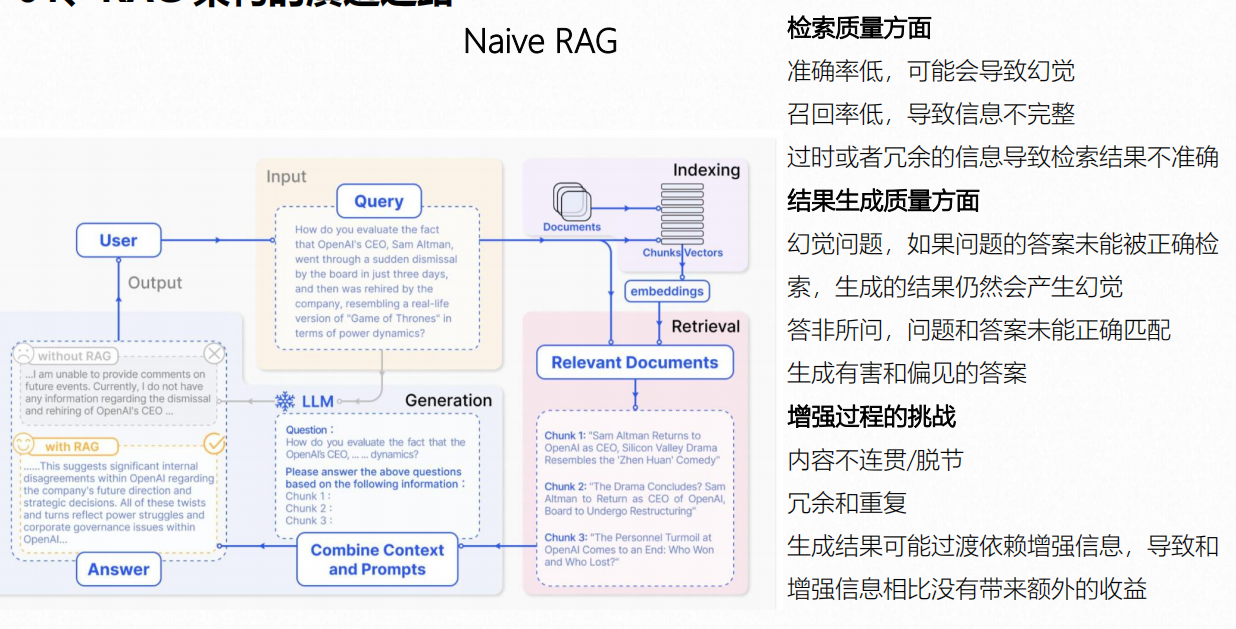 RAG 架构的演进之路
Naive RAG
Input
Query
How do you evaluate the fact
that OpenAI's CEO, Sam Altman,
went through a sudden dismissal
by the board in just three days,
and then was rehired by the
company, resembling a real-life
version of "Game of Thrones" in
terms of power dynamics?
Indexing
Documents
Chunks
Vectors
embeddings
User
Output
without RAG
...I am unable to provide comments on
future events. Currently, I do not have
any information regarding the dismissal
and rehiring of OpenAI's CEO ...
with RAG
......This suggests significant internal
disagreements within OpenAI regarding
the company's future direction and
strategic decisions. All of these twists
and turns reflect power struggles and
corporate governance issues within
OpenAI...
Answer
LLM
Generation
Question :
How do you evaluate the fact that the
OpenAI's CEO, ... ... dynamics?
Please answer the above questions
based on the following information :
Chunk 1 :
Chunk 2 :
Chunk 3 :
Combine Context
and Prompts
Retrieval
Relevant Documents
Chunk 1: "Sam Altman Returns to
OpenAI as CEO, Silicon Valley Drama
Resembles the 'Zhen Huan' Comedy"
Chunk 2: "The Drama Concludes? Sam
Altman to Return as CEO of OpenAI,
Board to Undergo Restructuring"
Chunk 3: "The Personnel Turmoil at
OpenAI Comes to an End: Who Won
and Who Lost?"
检索质量方面
准确率低，可能会导致幻觉
召回率低，导致信息不完整
过时或者冗余的信息导致检索结果不准确
结果生成质量方面
幻觉问题，如果问题的答案未能被正确检
索，生成的结果仍然会产生幻觉
答非所问，问题和答案未能正确匹配
生成有害和偏见的答案
增强过程的挑战
内容不连贯/脱节
冗余和重复
生成结果可能过渡依赖增强信息，导致和
增强信息相比没有带来额外的收益